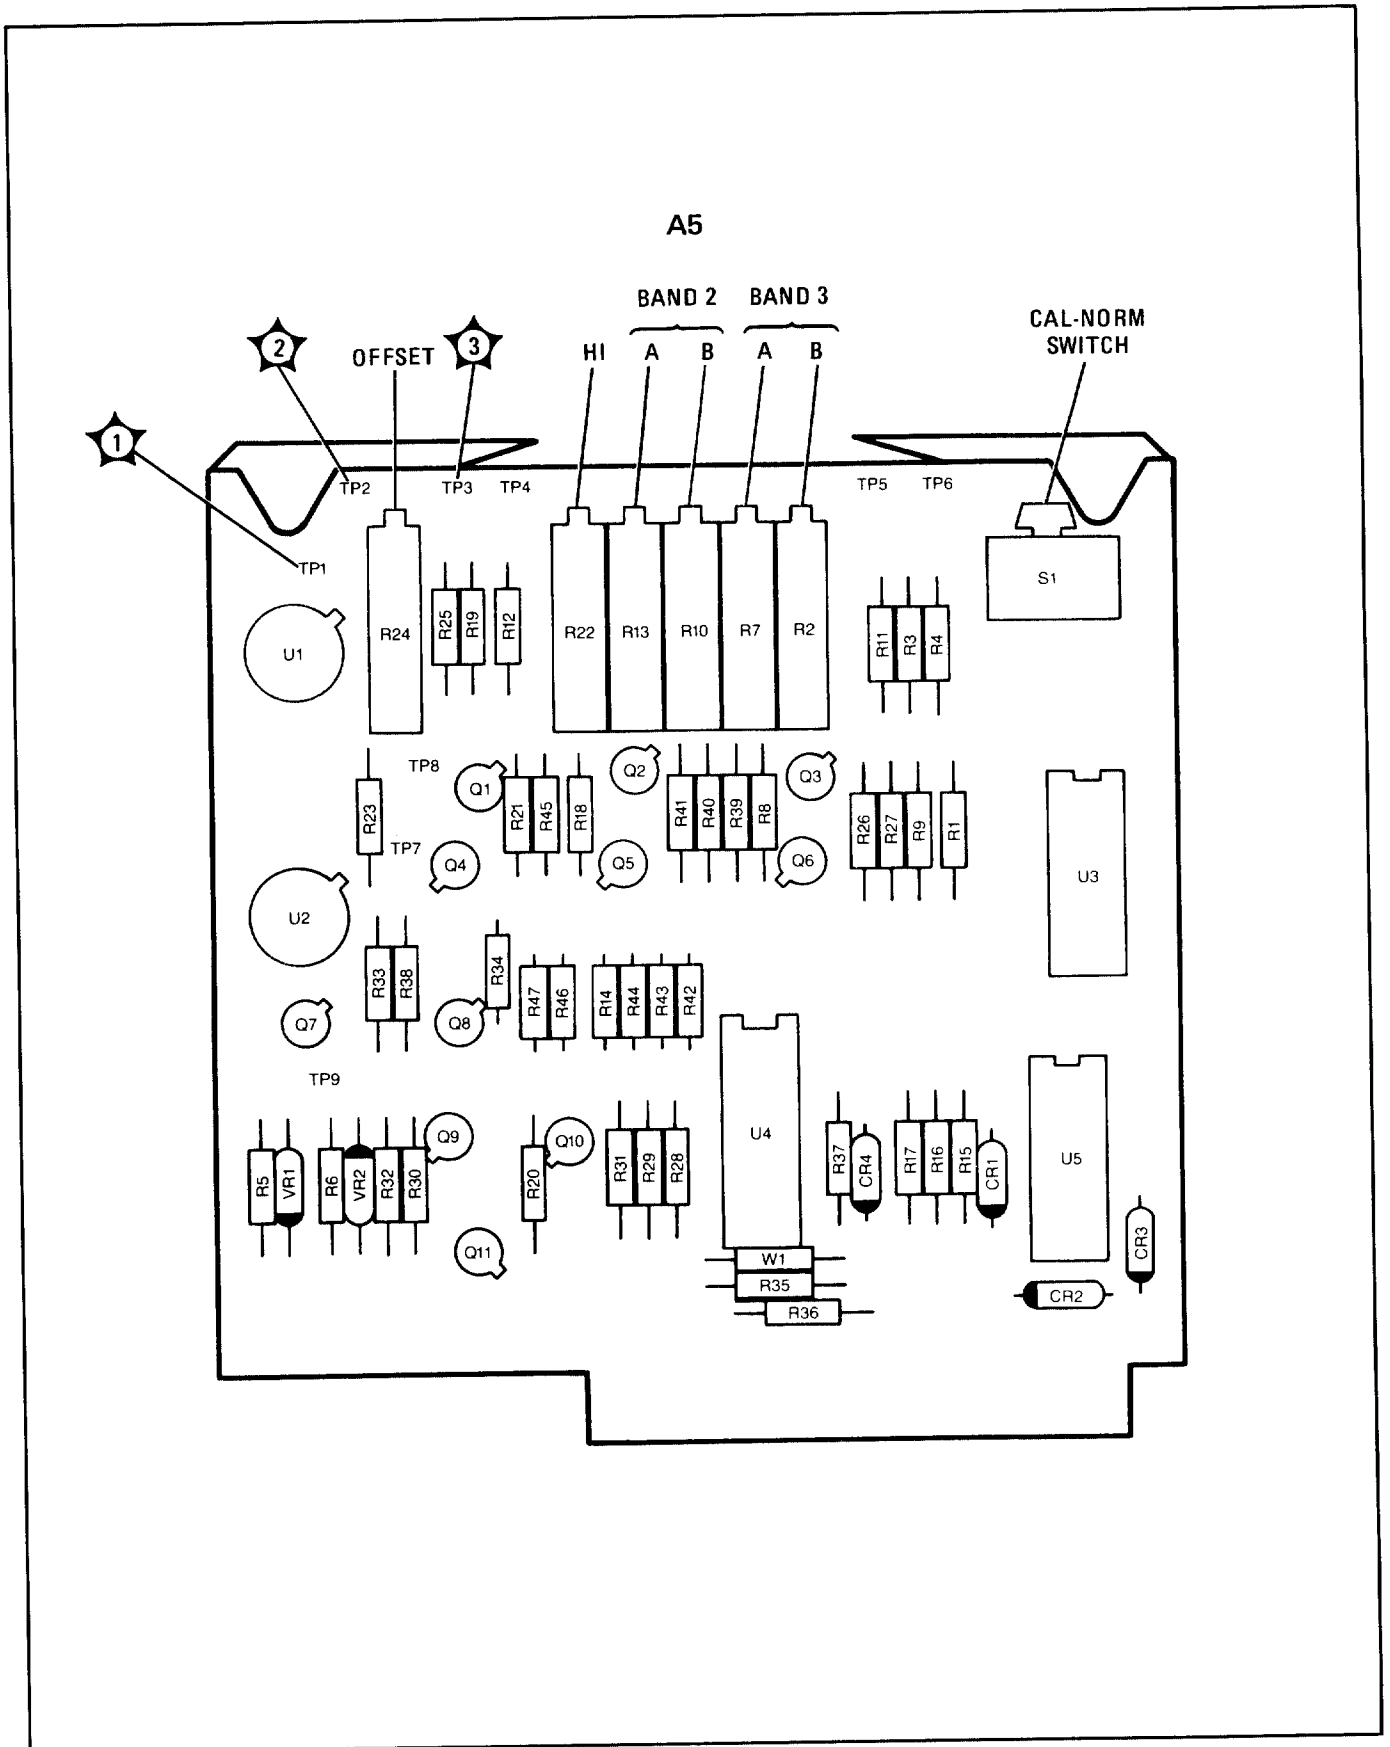 A5
BAND 2 BAND 3
CAL-NORM
SWITCH
2 OFFSET 3 HI A B A B
1
TP2 TP3 TP4 TP5 TP6
TP1
S1
U1 R24 R25 R19 R12 R22 R13 R10 R7 R2 R11 R3 R4
TP8 Q1 Q2 Q3
R23 R21 R45 R18 R41 R40 R39 R8 R26 R27 R9 R1
TP7 Q4 Q5 Q6 U3
U2
R33 R38 R34 R47 R46 R14 R44 R43 R42
Q7 Q8
TP9
Q9 Q10 U4 U5
R5 VR1 R6 VR2 R32 R30 R20 R31 R29 R28 R37 CR4 R17 R16 R15 CR1
Q11 CR3
W1
R35
R36 CR2